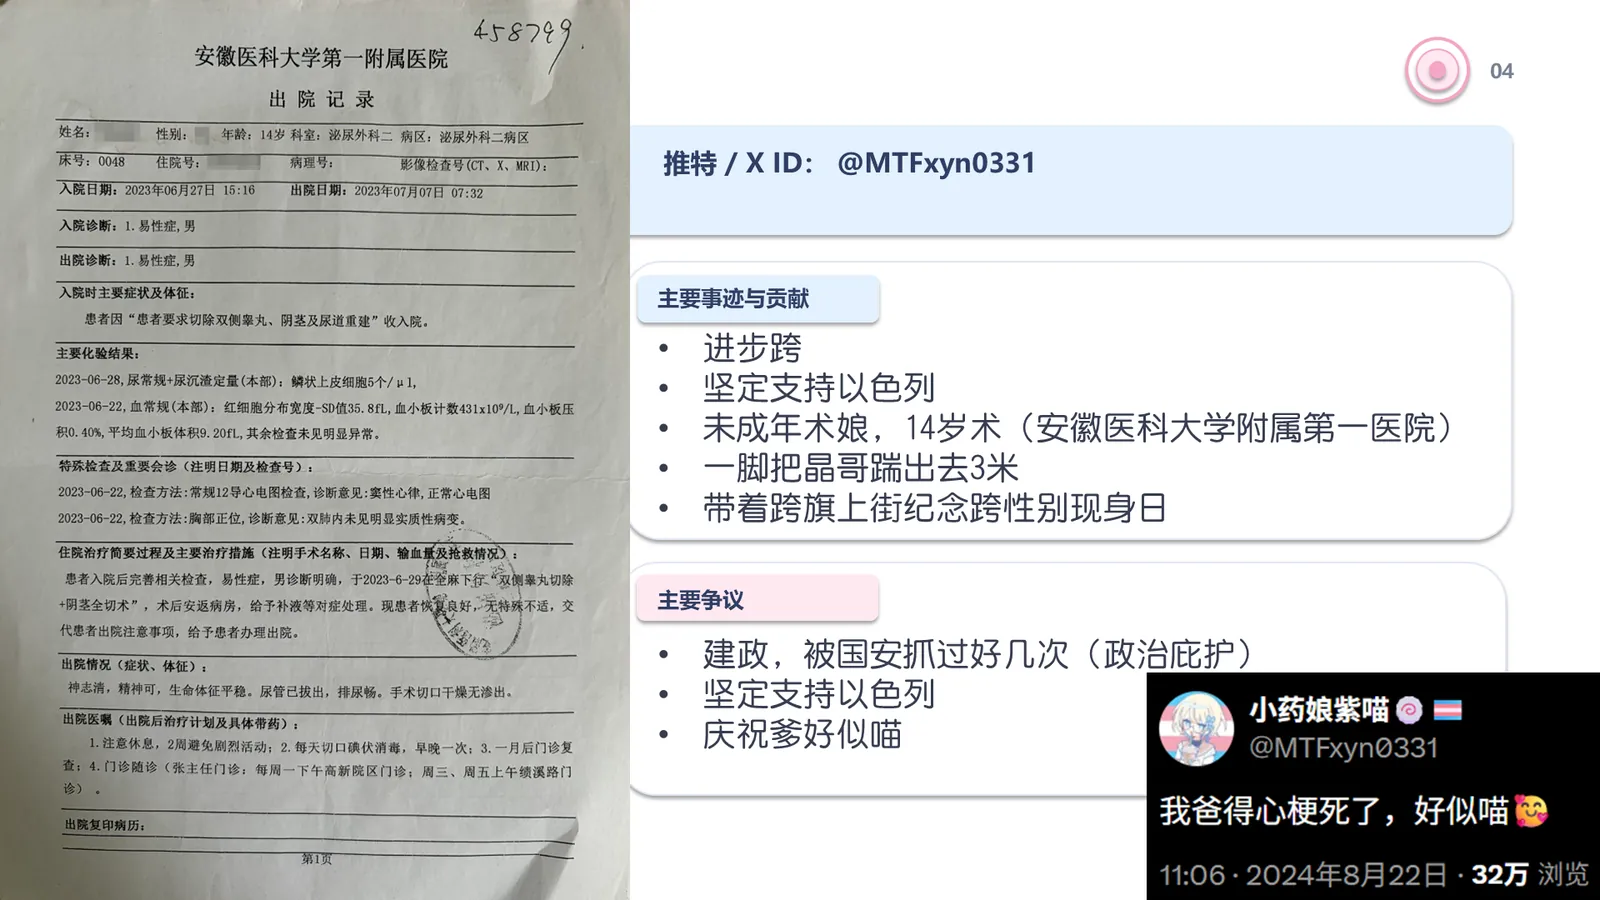 458799
安徽医科大学第一附属医院
出 院 记 录
姓名： 性别： 年龄：14岁 科室：泌尿外科二 病区：泌尿外科二病区
床号：0048 住院号： 病理号： 影像检查号(CT、X、MRI)：
入院日期：2023年06月27日 15:16 出院日期：2023年07月07日 07:32
入院诊断：1.易性症,男
出院诊断：1.易性症,男
入院时主要症状及体征：
患者因“患者要求切除双侧睾丸、阴茎及尿道重建”收入院。
主要化验结果：
2023-06-28,尿常规+尿沉渣定量(本部)：鳞状上皮细胞5个/μl,
2023-06-22,血常规(本部)：红细胞分布宽度-SD值35.8fL,血小板计数431x10⁹/L,血小板压
积0.40%,平均血小板体积9.20fL,其余检查未见明显异常。
特殊检查及重要会诊（注明日期及检查号）：
2023-06-22,检查方法:常规12导心电图检查,诊断意见:窦性心律,正常心电图
2023-06-22,检查方法:胸部正位,诊断意见:双肺内未见明显实质性病变。
住院治疗简要过程及主要治疗措施（注明手术名称、日期、输血量及抢救情况）：
患者入院后完善相关检查，易性症，男诊断明确，于2023-6-29在全麻下行“双侧睾丸切除
+阴茎全切术”，术后安返病房，给予补液等对症处理。现患者恢复良好，无特殊不适，交
代患者出院注意事项，给予患者办理出院。
出院情况（症状、体征）：
神志清，精神可，生命体征平稳。尿管已拔出，排尿畅。手术切口干燥无渗出。
出院医嘱（出院后治疗计划及具体带药）：
1.注意休息，2周避免剧烈活动；2.每天切口碘伏消毒，早晚一次；3.一月后门诊复
查；4.门诊随诊（张主任门诊：每周一下午高新院区门诊；周三、周五上午绩溪路门
诊）。
出院复印病历：
第1页
04
推特 / X ID： @MTFxyn0331
主要事迹与贡献
• 进步跨
• 坚定支持以色列
• 未成年术娘，14岁术（安徽医科大学附属第一医院）
• 一脚把晶哥踹出去3米
• 带着跨旗上街纪念跨性别现身日
主要争议
• 建政，被国安抓过好几次（政治庇护）
• 坚定支持以色列
• 庆祝爹好似喵
小药娘紫喵🍥🏳️‍⚧️
@MTFxyn0331
我爸得心梗死了，好似喵🥰
11:06 · 2024年8月22日 · 32万 浏览